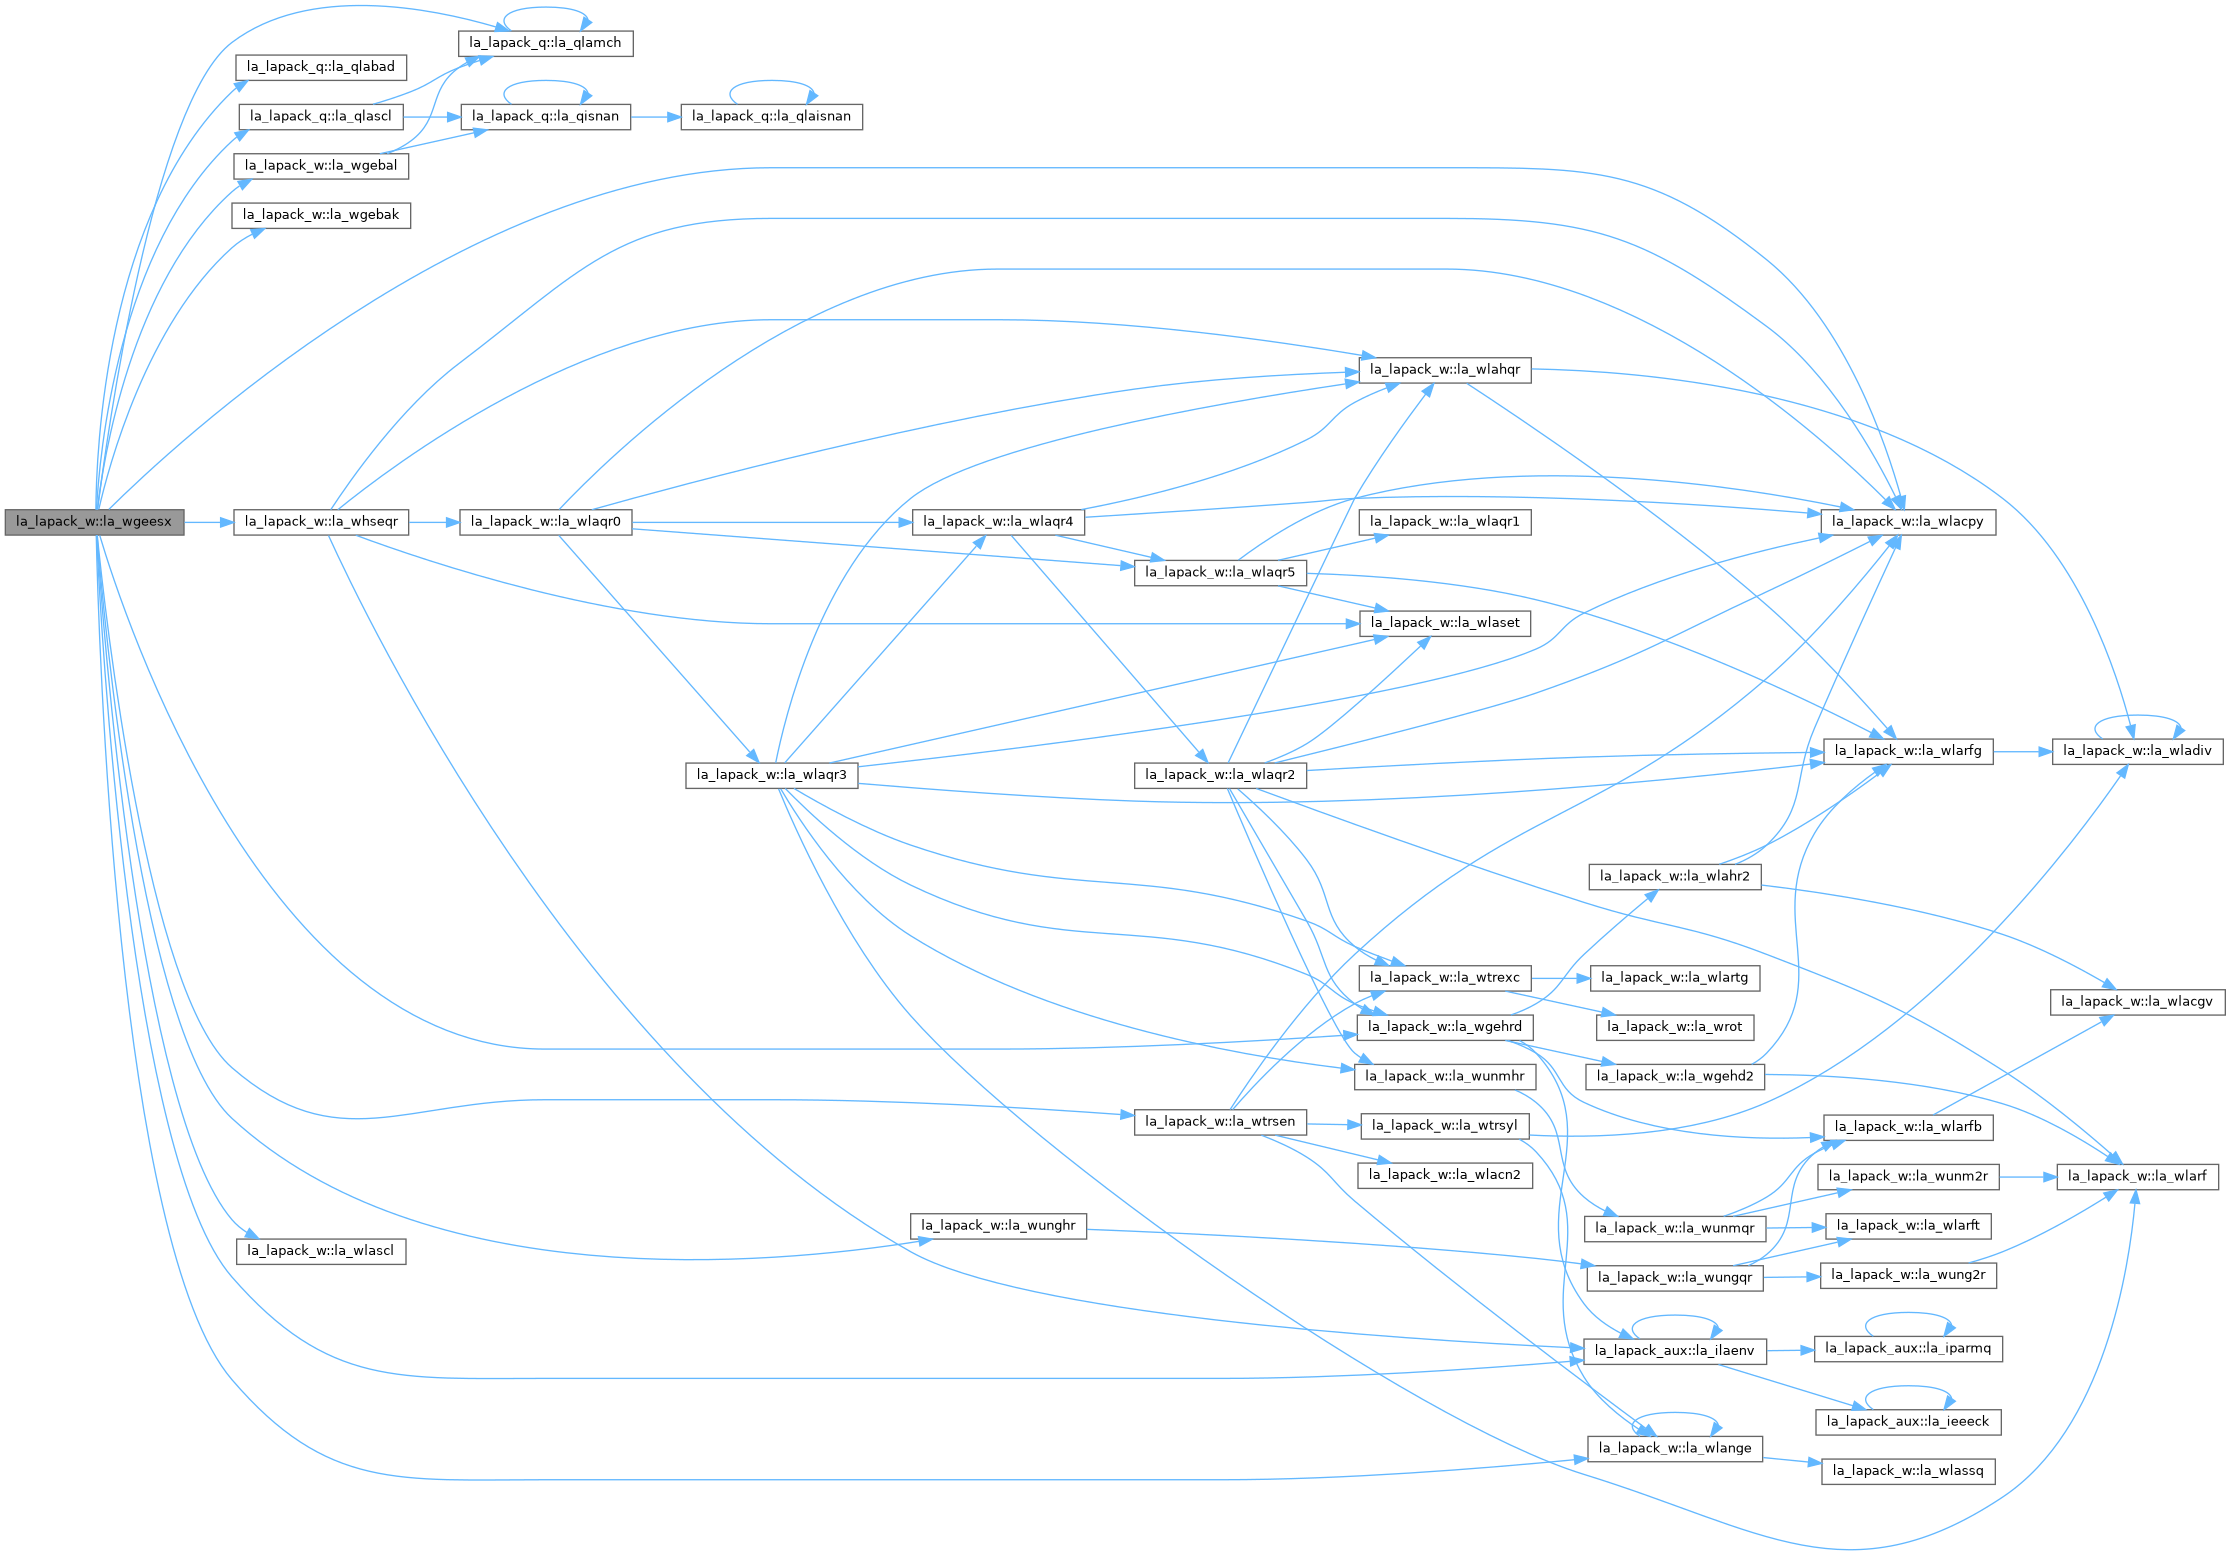 la_lapack_q::la_qlamch
la_lapack_q::la_qlabad
la_lapack_q::la_qlascl
la_lapack_q::la_qisnan
la_lapack_q::la_qlaisnan
la_lapack_w::la_wgebal
la_lapack_w::la_wgebak
la_lapack_w::la_wlahqr
la_lapack_w::la_wgeesx
la_lapack_w::la_whseqr
la_lapack_w::la_wlaqr0
la_lapack_w::la_wlaqr4
la_lapack_w::la_wlaqr1
la_lapack_w::la_wlacpy
la_lapack_w::la_wlaqr5
la_lapack_w::la_wlaset
la_lapack_w::la_wlarfg
la_lapack_w::la_wladiv
la_lapack_w::la_wlaqr3
la_lapack_w::la_wlaqr2
la_lapack_w::la_wlahr2
la_lapack_w::la_wtrexc
la_lapack_w::la_wlartg
la_lapack_w::la_wlacgv
la_lapack_w::la_wgehrd
la_lapack_w::la_wrot
la_lapack_w::la_wunmhr
la_lapack_w::la_wgehd2
la_lapack_w::la_wtrsen
la_lapack_w::la_wtrsyl
la_lapack_w::la_wlarfb
la_lapack_w::la_wlacn2
la_lapack_w::la_wunm2r
la_lapack_w::la_wlarf
la_lapack_w::la_wunghr
la_lapack_w::la_wunmqr
la_lapack_w::la_wlarft
la_lapack_w::la_wlascl
la_lapack_w::la_wungqr
la_lapack_w::la_wung2r
la_lapack_aux::la_ilaenv
la_lapack_aux::la_iparmq
la_lapack_aux::la_ieeeck
la_lapack_w::la_wlange
la_lapack_w::la_wlassq